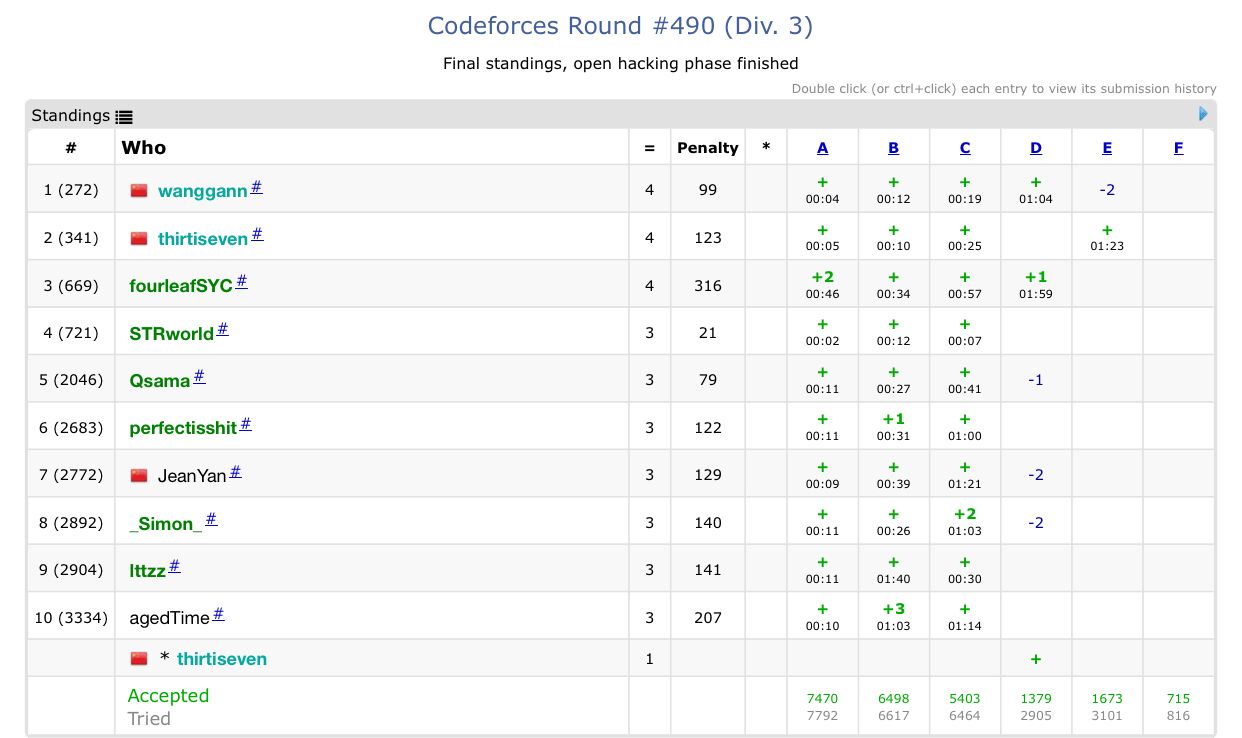 Codeforces Round #490 (Div. 3)
Final standings, open hacking phase finished
Double click (or ctrl+click) each entry to view its submission history
Standings
# Who = Penalty * A B C D E F
1 (272) wanggann # 4 99 + + + + -2
00:04 00:12 00:19 01:04
2 (341) thirtiseven # 4 123 + + + +
00:05 00:10 00:25 01:23
3 (669) fourleafSYC # 4 316 +2 + + +1
00:46 00:34 00:57 01:59
4 (721) STRworld # 3 21 + + +
00:02 00:12 00:07
5 (2046) Qsama # 3 79 + + + -1
00:11 00:27 00:41
6 (2683) perfectisshit # 3 122 + +1 +
00:11 00:31 01:00
7 (2772) JeanYan # 3 129 + + + -2
00:09 00:39 01:21
8 (2892) _Simon_ # 3 140 + + +2 -2
00:11 00:26 01:03
9 (2904) lttzz # 3 141 + + +
00:11 01:40 00:30
10 (3334) agedTime # 3 207 + +3 +
00:10 01:03 01:14
* thirtiseven 1 +
Accepted 7470 6498 5403 1379 1673 715
Tried 7792 6617 6464 2905 3101 816